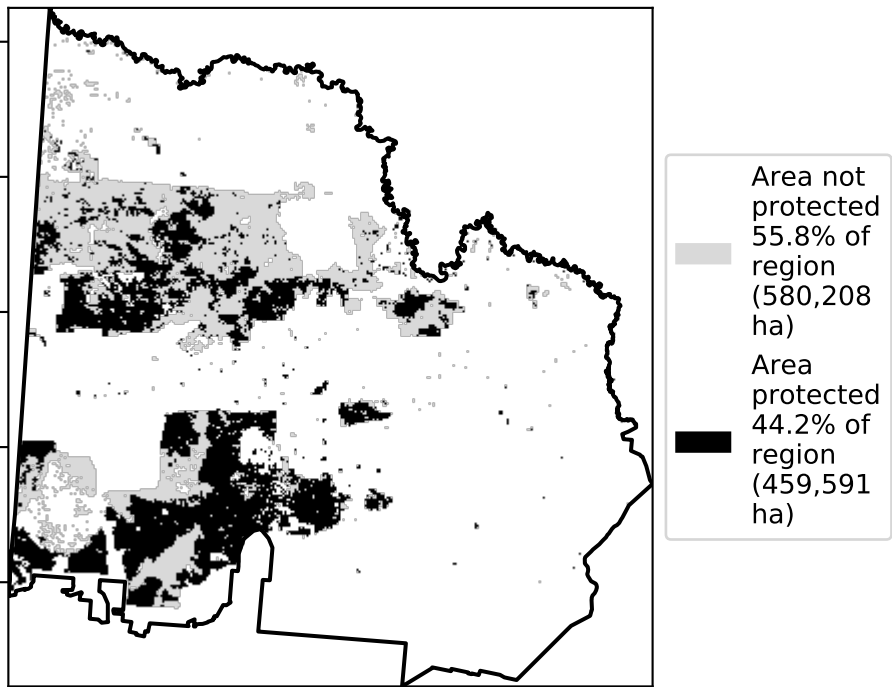 Area not
protected
55.8% of
region
(580,208
ha)
Area
protected
44.2% of
region
(459,591
ha)